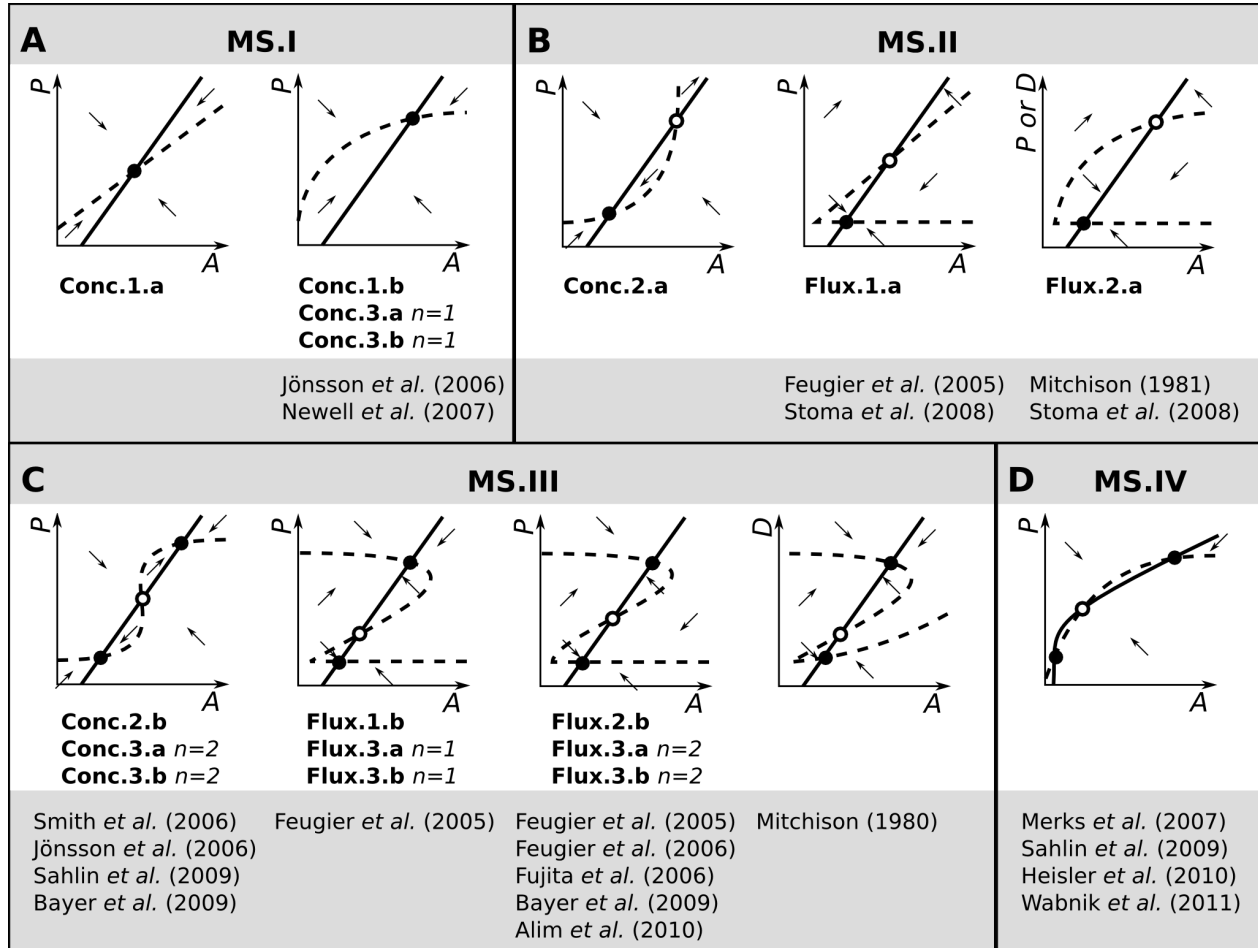 A
MS.I
P
A
Conc.1.a
P
A
Conc.1.b
Conc.3.a n=1
Conc.3.b n=1
Jönsson et al. (2006)
Newell et al. (2007)
B
MS.II
P
A
Conc.2.a
P
A
Flux.1.a
P or D
A
Flux.2.a
Feugier et al. (2005)
Stoma et al. (2008)
Mitchison (1981)
Stoma et al. (2008)
C
MS.III
P
A
Conc.2.b
Conc.3.a n=2
Conc.3.b n=2
P
A
Flux.1.b
Flux.3.a n=1
Flux.3.b n=1
P
A
Flux.2.b
Flux.3.a n=2
Flux.3.b n=2
D
A
Smith et al. (2006)
Jönsson et al. (2006)
Sahlin et al. (2009)
Bayer et al. (2009)
Feugier et al. (2005)
Feugier et al. (2005)
Feugier et al. (2006)
Fujita et al. (2006)
Bayer et al. (2009)
Alim et al. (2010)
Mitchison (1980)
D
MS.IV
P
A
Merks et al. (2007)
Sahlin et al. (2009)
Heisler et al. (2010)
Wabnik et al. (2011)